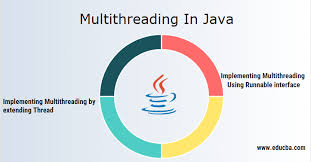 Multithreading In Java
Implementing Multithreading
Using Runnable interface
Implementing Multithreading by
extending Thread
www.educba.com